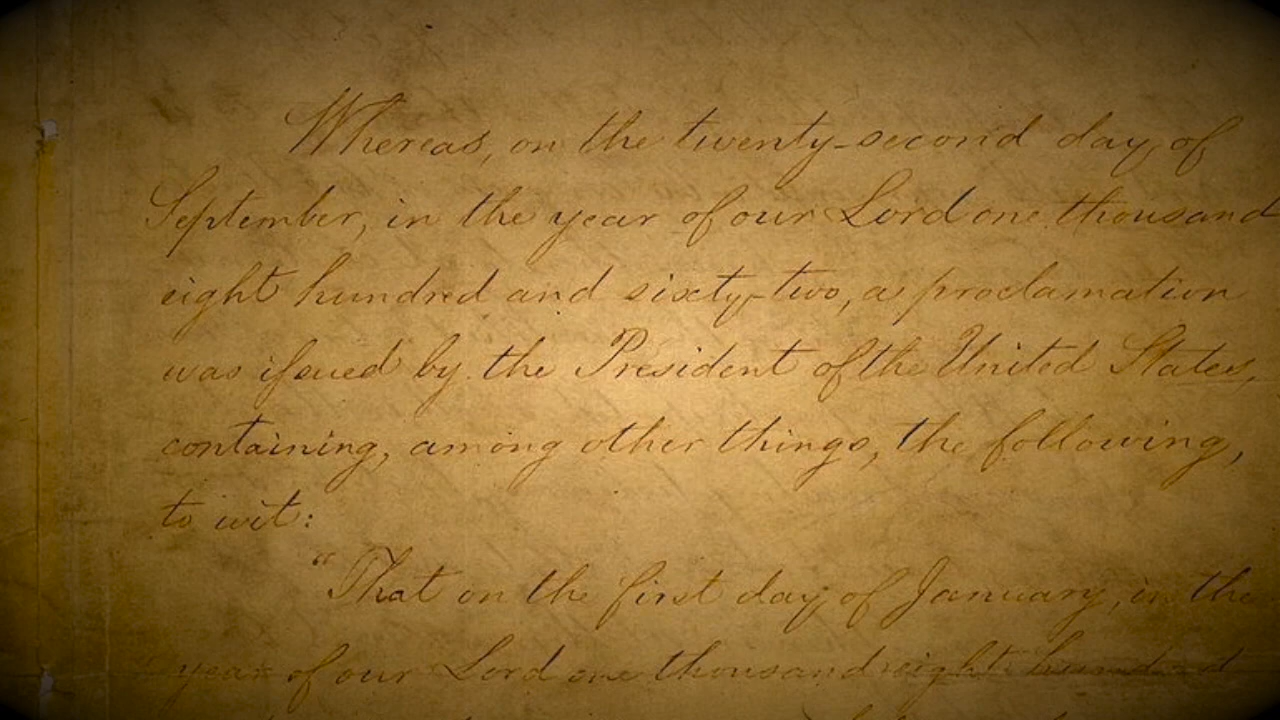 Whereas, on the twenty-second day of
September, in the year of our Lord one thousand
eight hundred and sixty-two, a proclamation
was issued by the President of the United States,
containing, among other things, the following,
to wit:
"That on the first day of January, in the
year of our Lord one thousand eight hundred